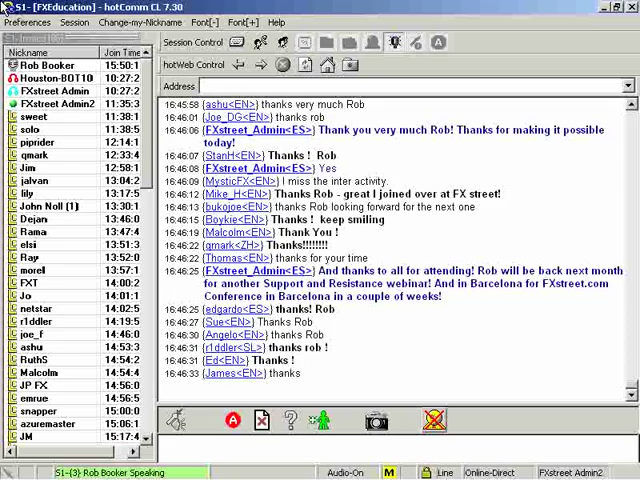 S1- [FXEducation] - hotComm CL 7.30
Preferences Session Change-my-Nickname Font[-] Font[+] Help
Session Control
hotWeb Control
Address
Nickname Join Time
Rob Booker 15:50:1
Houston-BOT10 10:27:2
FXstreet Admin 10:27:2
FXstreet Admin2 11:35:3
sweet 11:38:1
solo 11:38:1
piprider 12:14:1
qmark 12:33:4
Jim 12:58:1
jalvan 13:04:2
lily 13:17:5
John Noll (1) 13:30:1
Dejan 13:46:0
Rama 13:47:3
elsi 13:49:3
Ray 13:52:0
morel 13:57:1
FXT 14:00:2
Jo 14:01:1
netstar 14:02:1
r1ddler 14:19:5
joe_f 14:46:0
ashu 14:53:3
RuthS 14:54:2
Malcolm 14:54:2
JP FX 14:56:0
emrue 14:56:0
snapper 15:00:0
azuremaster 15:06:1
JM 15:17:4
16:45:58 {ashu<EN>} thanks very much Rob
16:46:01 {Joe_DG<EN>} thanks rob
16:46:06 {FXstreet_Admin<ES>} Thank you very much Rob! Thanks for making it possible
today!
16:46:07 {StanH<EN>} Thanks ! Rob
16:46:08 {FXstreet_Admin<ES>} Yes
16:46:09 {MysticFX<EN>} I miss the inter activity.
16:46:12 {Mike_H<EN>} Thanks Rob - great I joined over at FX street!
16:46:13 {bukojoe<EN>} thanks Rob looking forward for the next one
16:46:15 {Boykie<EN>} Thanks ! keep smiling
16:46:19 {Malcolm<EN>} Thank You !
16:46:22 {qmark<ZH>} Thanks!!!!!!!!
16:46:22 {Thomas<EN>} thanks for your time
16:46:25 {FXstreet_Admin<ES>} And thanks to all for attending! Rob will be back next month
for another Support and Resistance webinar! And in Barcelona for FXstreet.com
Conference in Barcelona in a couple of weeks!
16:46:25 {edgardo<ES>} thanks! Rob
16:46:27 {Sue<EN>} Thanks Rob
16:46:30 {Angelo<EN>} thanks Rob
16:46:31 {r1ddler<SL>} thanks rob !
16:46:31 {Ed<EN>} Thanks !
16:46:33 {James<EN>} thanks
S1-{3} Rob Booker Speaking Audio-On M Line Online-Direct FXstreet Admin2